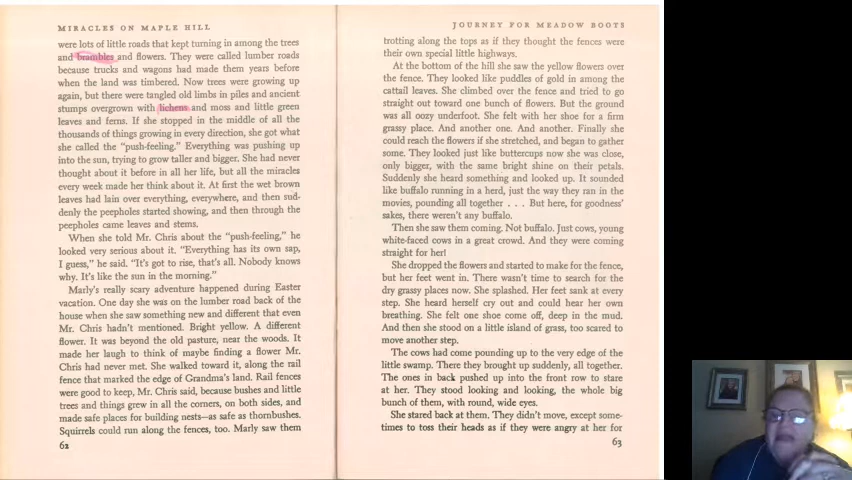 MIRACLES ON MAPLE HILL
were lots of little roads that kept turning in among the trees
and brambles and flowers. They were called lumber roads
because trucks and wagons had made them years before
when the land was timbered. Now trees were growing up
again, but there were tangled old limbs in piles and ancient
stumps overgrown with lichens and moss and little green
leaves and ferns. If she stopped in the middle of all the
thousands of things growing in every direction, she got what
she called the “push-feeling.” Everything was pushing up
into the sun, trying to grow taller and bigger. She had never
thought about it before in all her life, but all the miracles
every week made her think about it. At first the wet brown
leaves had lain over everything, everywhere, and then sud-
denly the peepholes started showing, and then through the
peepholes came leaves and stems.
When she told Mr. Chris about the “push-feeling,” he
looked very serious about it. “Everything has its own sap,
I guess,” he said. “It’s got to rise, that’s all. Nobody knows
why. It’s like the sun in the morning.”
Marly’s really scary adventure happened during Easter
vacation. One day she was on the lumber road back of the
house when she saw something new and different that even
Mr. Chris hadn’t mentioned. Bright yellow. A different
flower. It was beyond the old pasture, near the woods. It
made her laugh to think of maybe finding a flower Mr.
Chris had never met. She walked toward it, along the rail
fence that marked the edge of Grandma’s land. Rail fences
were good to keep, Mr. Chris said, because bushes and little
trees and things grew in all the corners, on both sides, and
made safe places for building nests—as safe as thornbushes.
Squirrels could run along the fences, too. Marly saw them
62
JOURNEY FOR MEADOW BOOTS
trotting along the tops as if they thought the fences were
their own special little highways.
At the bottom of the hill she saw the yellow flowers over
the fence. They looked like puddles of gold in among the
cattail leaves. She climbed over the fence and tried to go
straight out toward one bunch of flowers. But the ground
was all oozy underfoot. She felt with her shoe for a firm
grassy place. And another one. And another. Finally she
could reach the flowers if she stretched, and began to gather
some. They looked just like buttercups now she was close,
only bigger, with the same bright shine on their petals.
Suddenly she heard something and looked up. It sounded
like buffalo running in a herd, just the way they ran in the
movies, pounding all together . . . But here, for goodness’
sakes, there weren’t any buffalo.
Then she saw them coming. Not buffalo. Just cows, young
white-faced cows in a great crowd. And they were coming
straight for her!
She dropped the flowers and started to make for the fence,
but her feet went in. There wasn’t time to search for the
dry grassy places now. She splashed. Her feet sank at every
step. She heard herself cry out and could hear her own
breathing. She felt one shoe come off, deep in the mud.
And then she stood on a little island of grass, too scared to
move another step.
The cows had come pounding up to the very edge of the
little swamp. There they brought up suddenly, all together.
The ones in back pushed up into the front row to stare
at her. They stood looking and looking, the whole big
bunch of them, with round, wide eyes.
She stared back at them. They didn’t move, except some-
times to toss their heads as if they were angry at her for
63